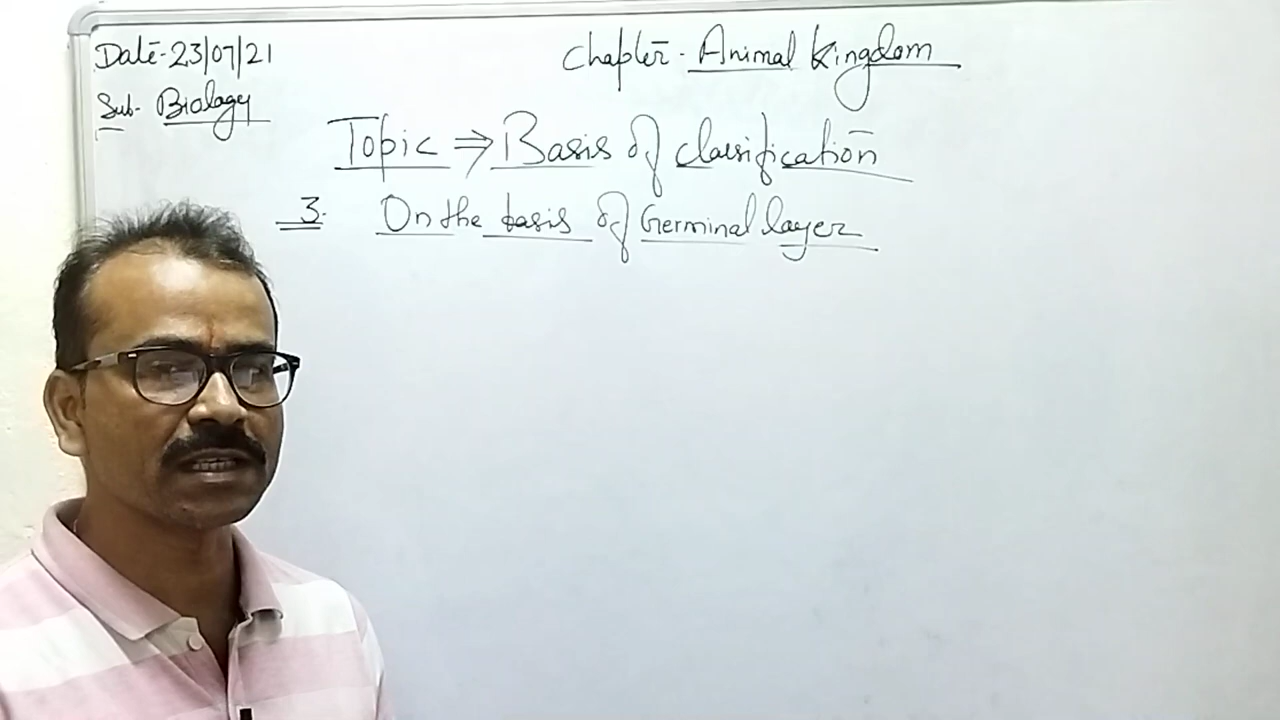 Date-23/07/21
Chapter - Animal Kingdom
Sub- Biology
Topic ⇒ Basis of classification
3. On the basis of Germinal layer